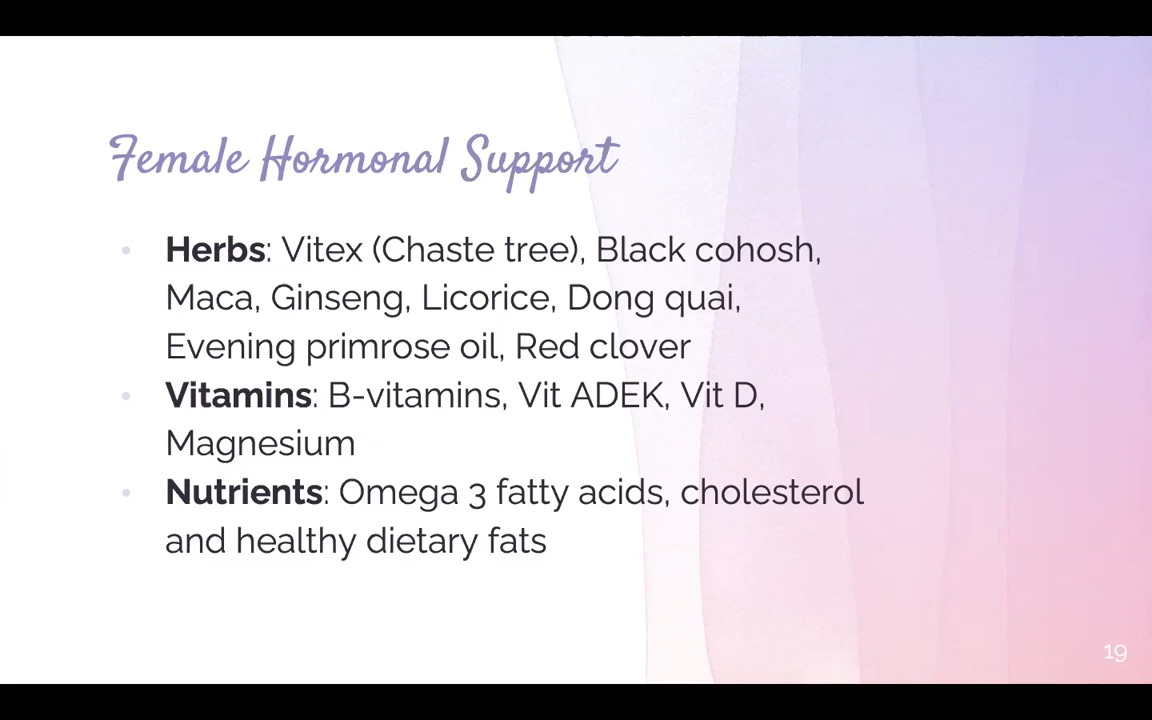 Female Hormonal Support
• Herbs: Vitex (Chaste tree), Black cohosh,
Maca, Ginseng, Licorice, Dong quai,
Evening primrose oil, Red clover
• Vitamins: B-vitamins, Vit ADEK, Vit D,
Magnesium
• Nutrients: Omega 3 fatty acids, cholesterol
and healthy dietary fats
19